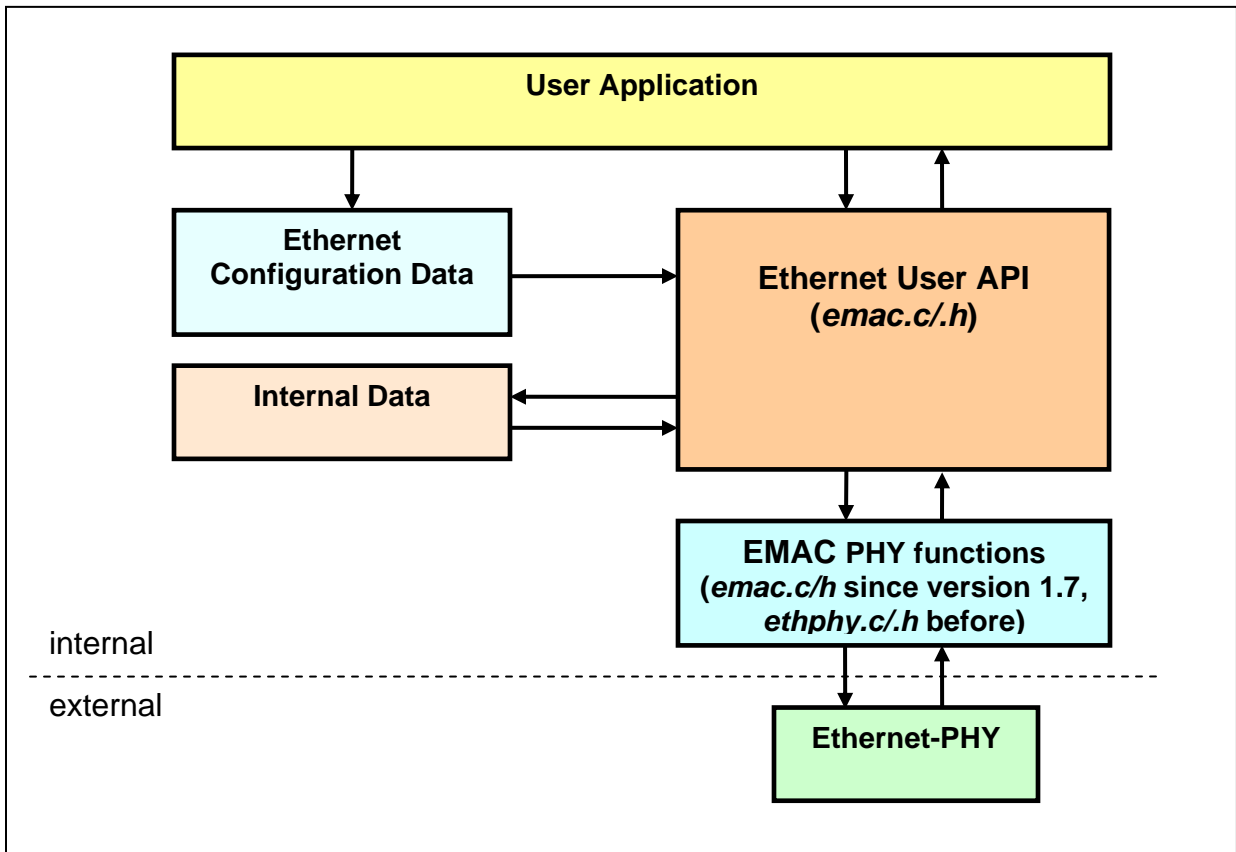 User Application
Ethernet
Configuration Data
Ethernet User API
(emac.c/.h)
Internal Data
EMAC PHY functions
(emac.c/h since version 1.7,
ethphy.c/.h before)
internal
external
Ethernet-PHY